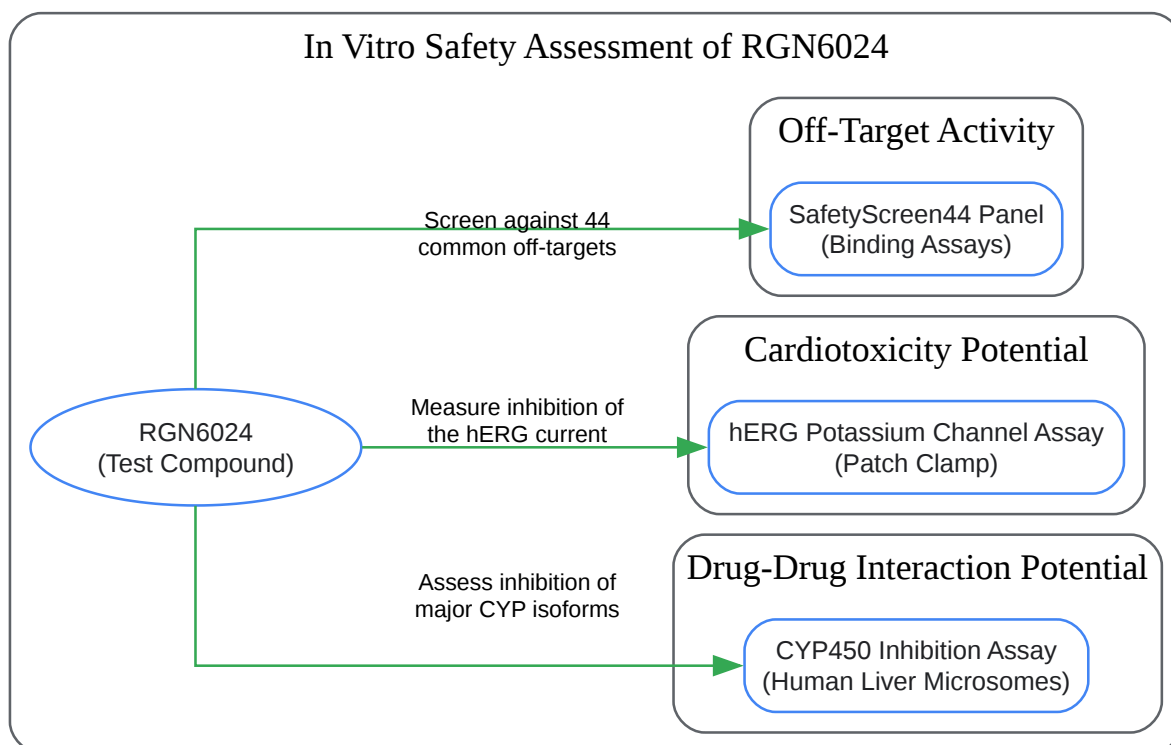 In Vitro Safety Assessment of RGN6024
Off-Target Activity
Screen against 44
common off-targets
SafetyScreen44 Panel
(Binding Assays)
Cardiotoxicity Potential
RGN6024
(Test Compound)
Measure inhibition of
the hERG current
hERG Potassium Channel Assay
(Patch Clamp)
Drug-Drug Interaction Potential
Assess inhibition of
major CYP isoforms
CYP450 Inhibition Assay
(Human Liver Microsomes)